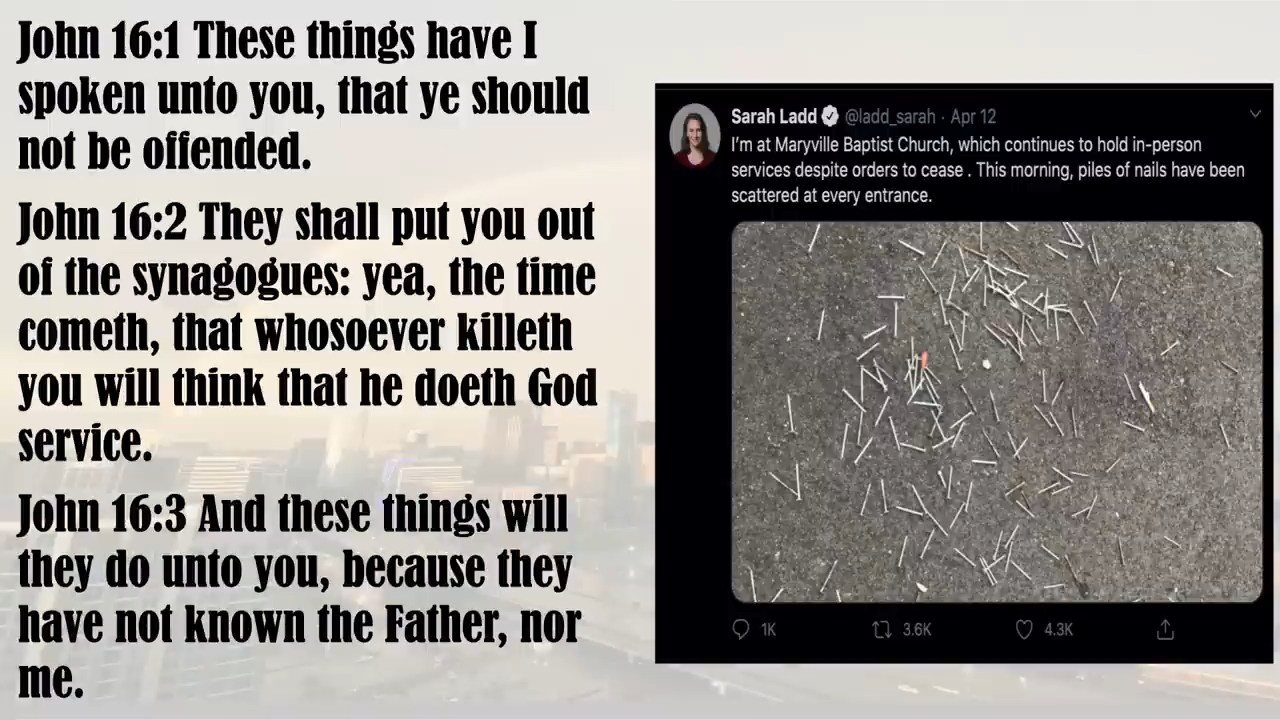 John 16:1 These things have I
spoken unto you, that ye should
not be offended.
John 16:2 They shall put you out
of the synagogues: yea, the time
cometh, that whosoever killeth
you will think that he doeth God
service.
John 16:3 And these things will
they do unto you, because they
have not known the Father, nor
me.
Sarah Ladd @ladd_sarah · Apr 12
I'm at Maryville Baptist Church, which continues to hold in-person
services despite orders to cease . This morning, piles of nails have been
scattered at every entrance.
1K 3.6K 4.3K